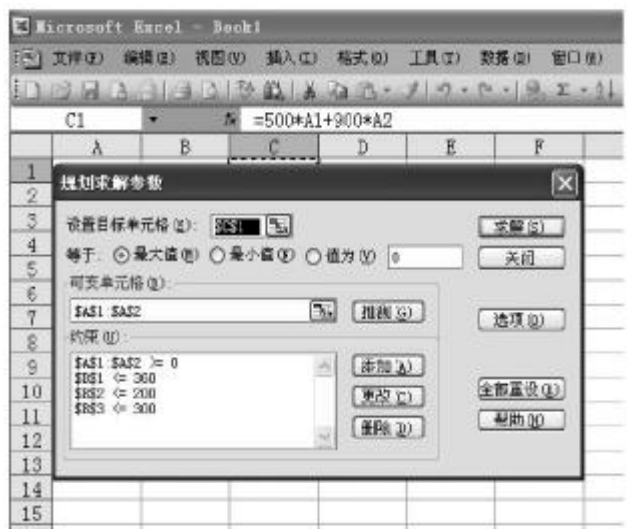 Microsoft Excel - Book1
文件(F) 编辑(E) 视图(V) 插入(I) 格式(O) 工具(T) 数据(D) 窗口(W)
C1 fx =500*A1+900*A2
A B C D E F
1
2
规划求解参数
3
设置目标单元格(E): $C$1 求解(S)
4
等于: 最大值(M) 最小值(N) 值为(V) 0 关闭
5
可变单元格(B):
6
7
$A$1:$A$2 推测(G) 选项(O)
8
约束(U):
9
$A$1:$A$2 >= 0 添加(A)
$B$1 <= 360
10
$B$2 <= 200 更改(C) 全部重设(R)
11
$B$3 <= 300
删除(D) 帮助(H)
12
13
14
15